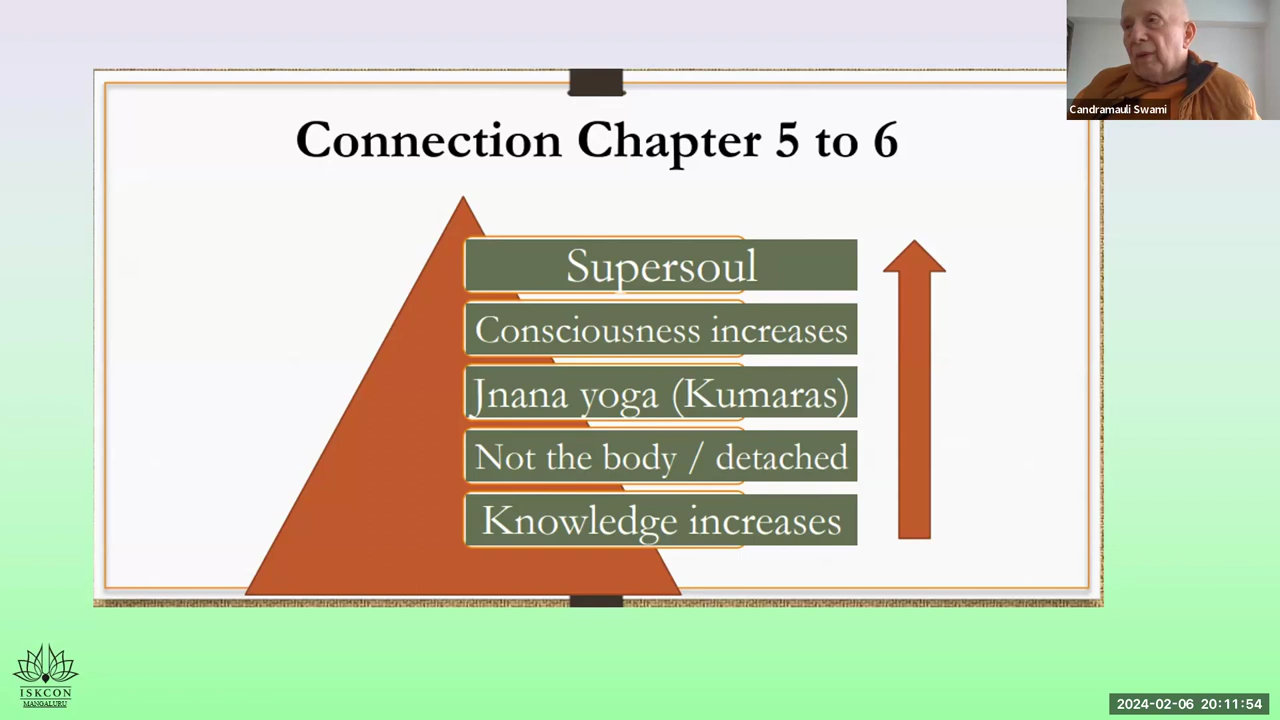 Candramauli Swami
Connection Chapter 5 to 6
Supersoul
Consciousness increases
Jnana yoga (Kumaras)
Not the body / detached
Knowledge increases
ISKCON
MANGALURU
2024-02-06 20:11:54